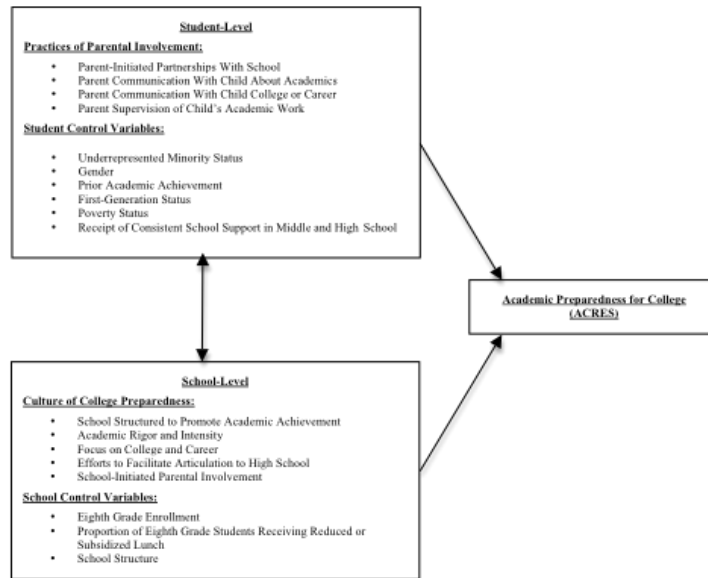 Student-Level
Practices of Parental Involvement:
• Parent-Initiated Partnerships With School
• Parent Communication With Child About Academics
• Parent Communication With Child College or Career
• Parent Supervision of Child's Academic Work
Student Control Variables:
• Underrepresented Minority Status
• Gender
• Prior Academic Achievement
• First-Generation Status
• Poverty Status
• Receipt of Consistent School Support in Middle and High School
Academic Preparedness for College
(ACRES)
School-Level
Culture of College Preparedness:
• School Structured to Promote Academic Achievement
• Academic Rigor and Intensity
• Focus on College and Career
• Efforts to Facilitate Articulation to High School
• School-Initiated Parental Involvement
School Control Variables:
• Eighth Grade Enrollment
• Proportion of Eighth Grade Students Receiving Reduced or
Subsidized Lunch
• School Structure